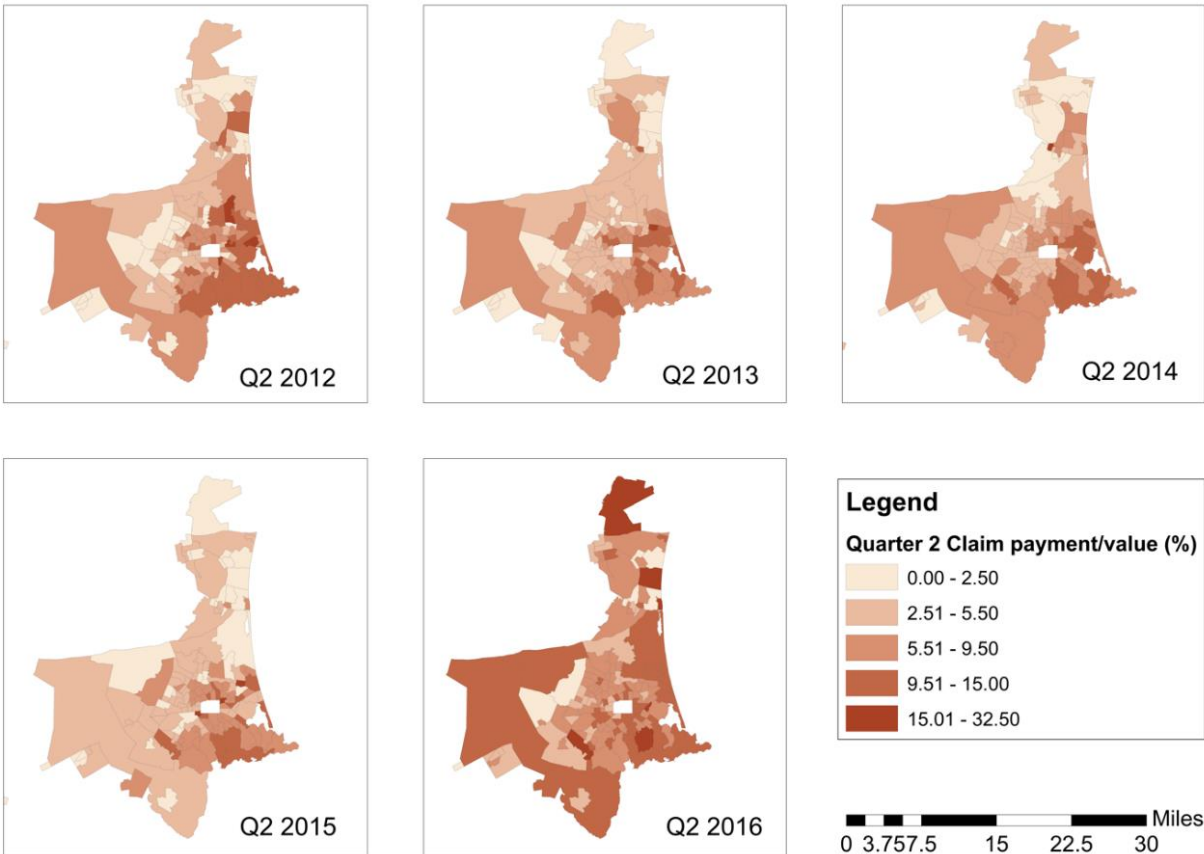 Q2 2012
Q2 2013
Q2 2014
Q2 2015
Q2 2016
Legend
Quarter 2 Claim payment/value (%)
0.00 - 2.50
2.51 - 5.50
5.51 - 9.50
9.51 - 15.00
15.01 - 32.50
Miles
0 3.757.5 15 22.5 30